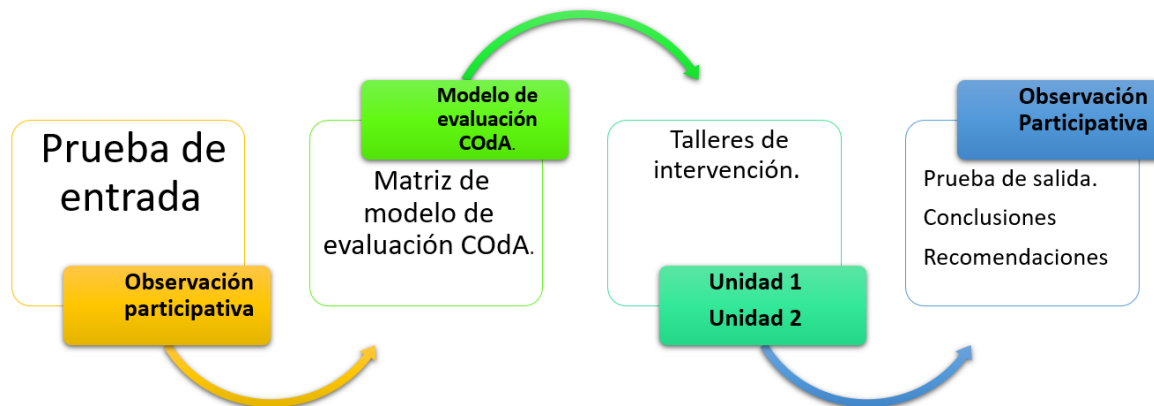 Prueba de
entrada
Observación
participativa
Modelo de
evaluación
COdA.
Matriz de
modelo de
evaluación COdA.
Talleres de
intervención.
Unidad 1
Unidad 2
Observación
Participativa
Prueba de salida.
Conclusiones
Recomendaciones